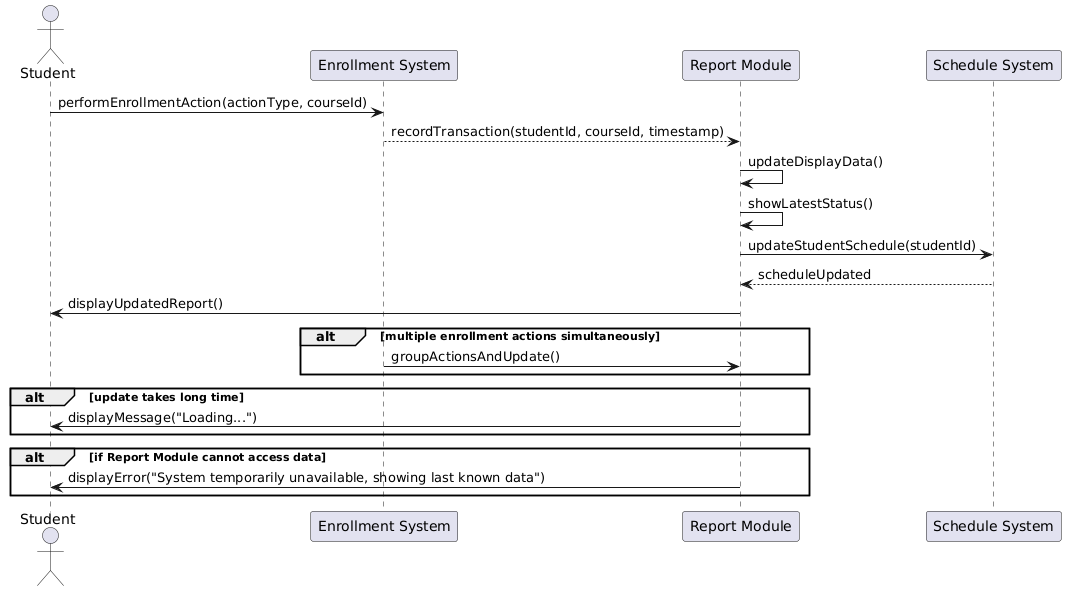 Student
Enrollment System
Report Module
Schedule System
performEnrollmentAction(actionType, courseId)
recordTransaction(studentId, courseId, timestamp)
updateDisplayData()
showLatestStatus()
updateStudentSchedule(studentId)
scheduleUpdated
displayUpdatedReport()
alt [multiple enrollment actions simultaneously]
groupActionsAndUpdate()
alt [update takes long time]
displayMessage("Loading...")
alt [if Report Module cannot access data]
displayError("System temporarily unavailable, showing last known data")
Student
Enrollment System
Report Module
Schedule System